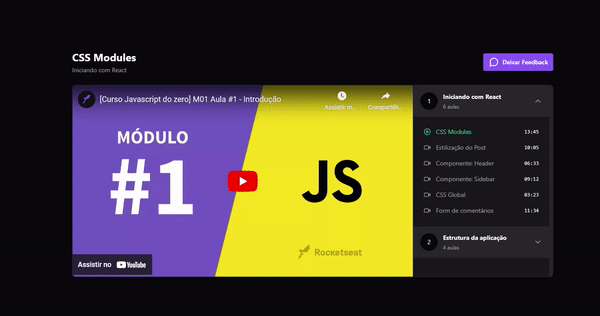 CSS Modules
Iniciando com React
Deixar Feedback
[Curso Javascript do zero] M01 Aula #1 - Introdução
Assistir m...
Compartilh...
MÓDULO
#1
JS
Rocketseat
Assistir no YouTube
1 Iniciando com React
6 aulas
CSS Modules 13:45
Estilização do Post 10:05
Componente: Header 06:33
Componente: Sidebar 09:12
CSS Global 03:23
Form de comentários 11:34
2 Estrutura da aplicação
4 aulas